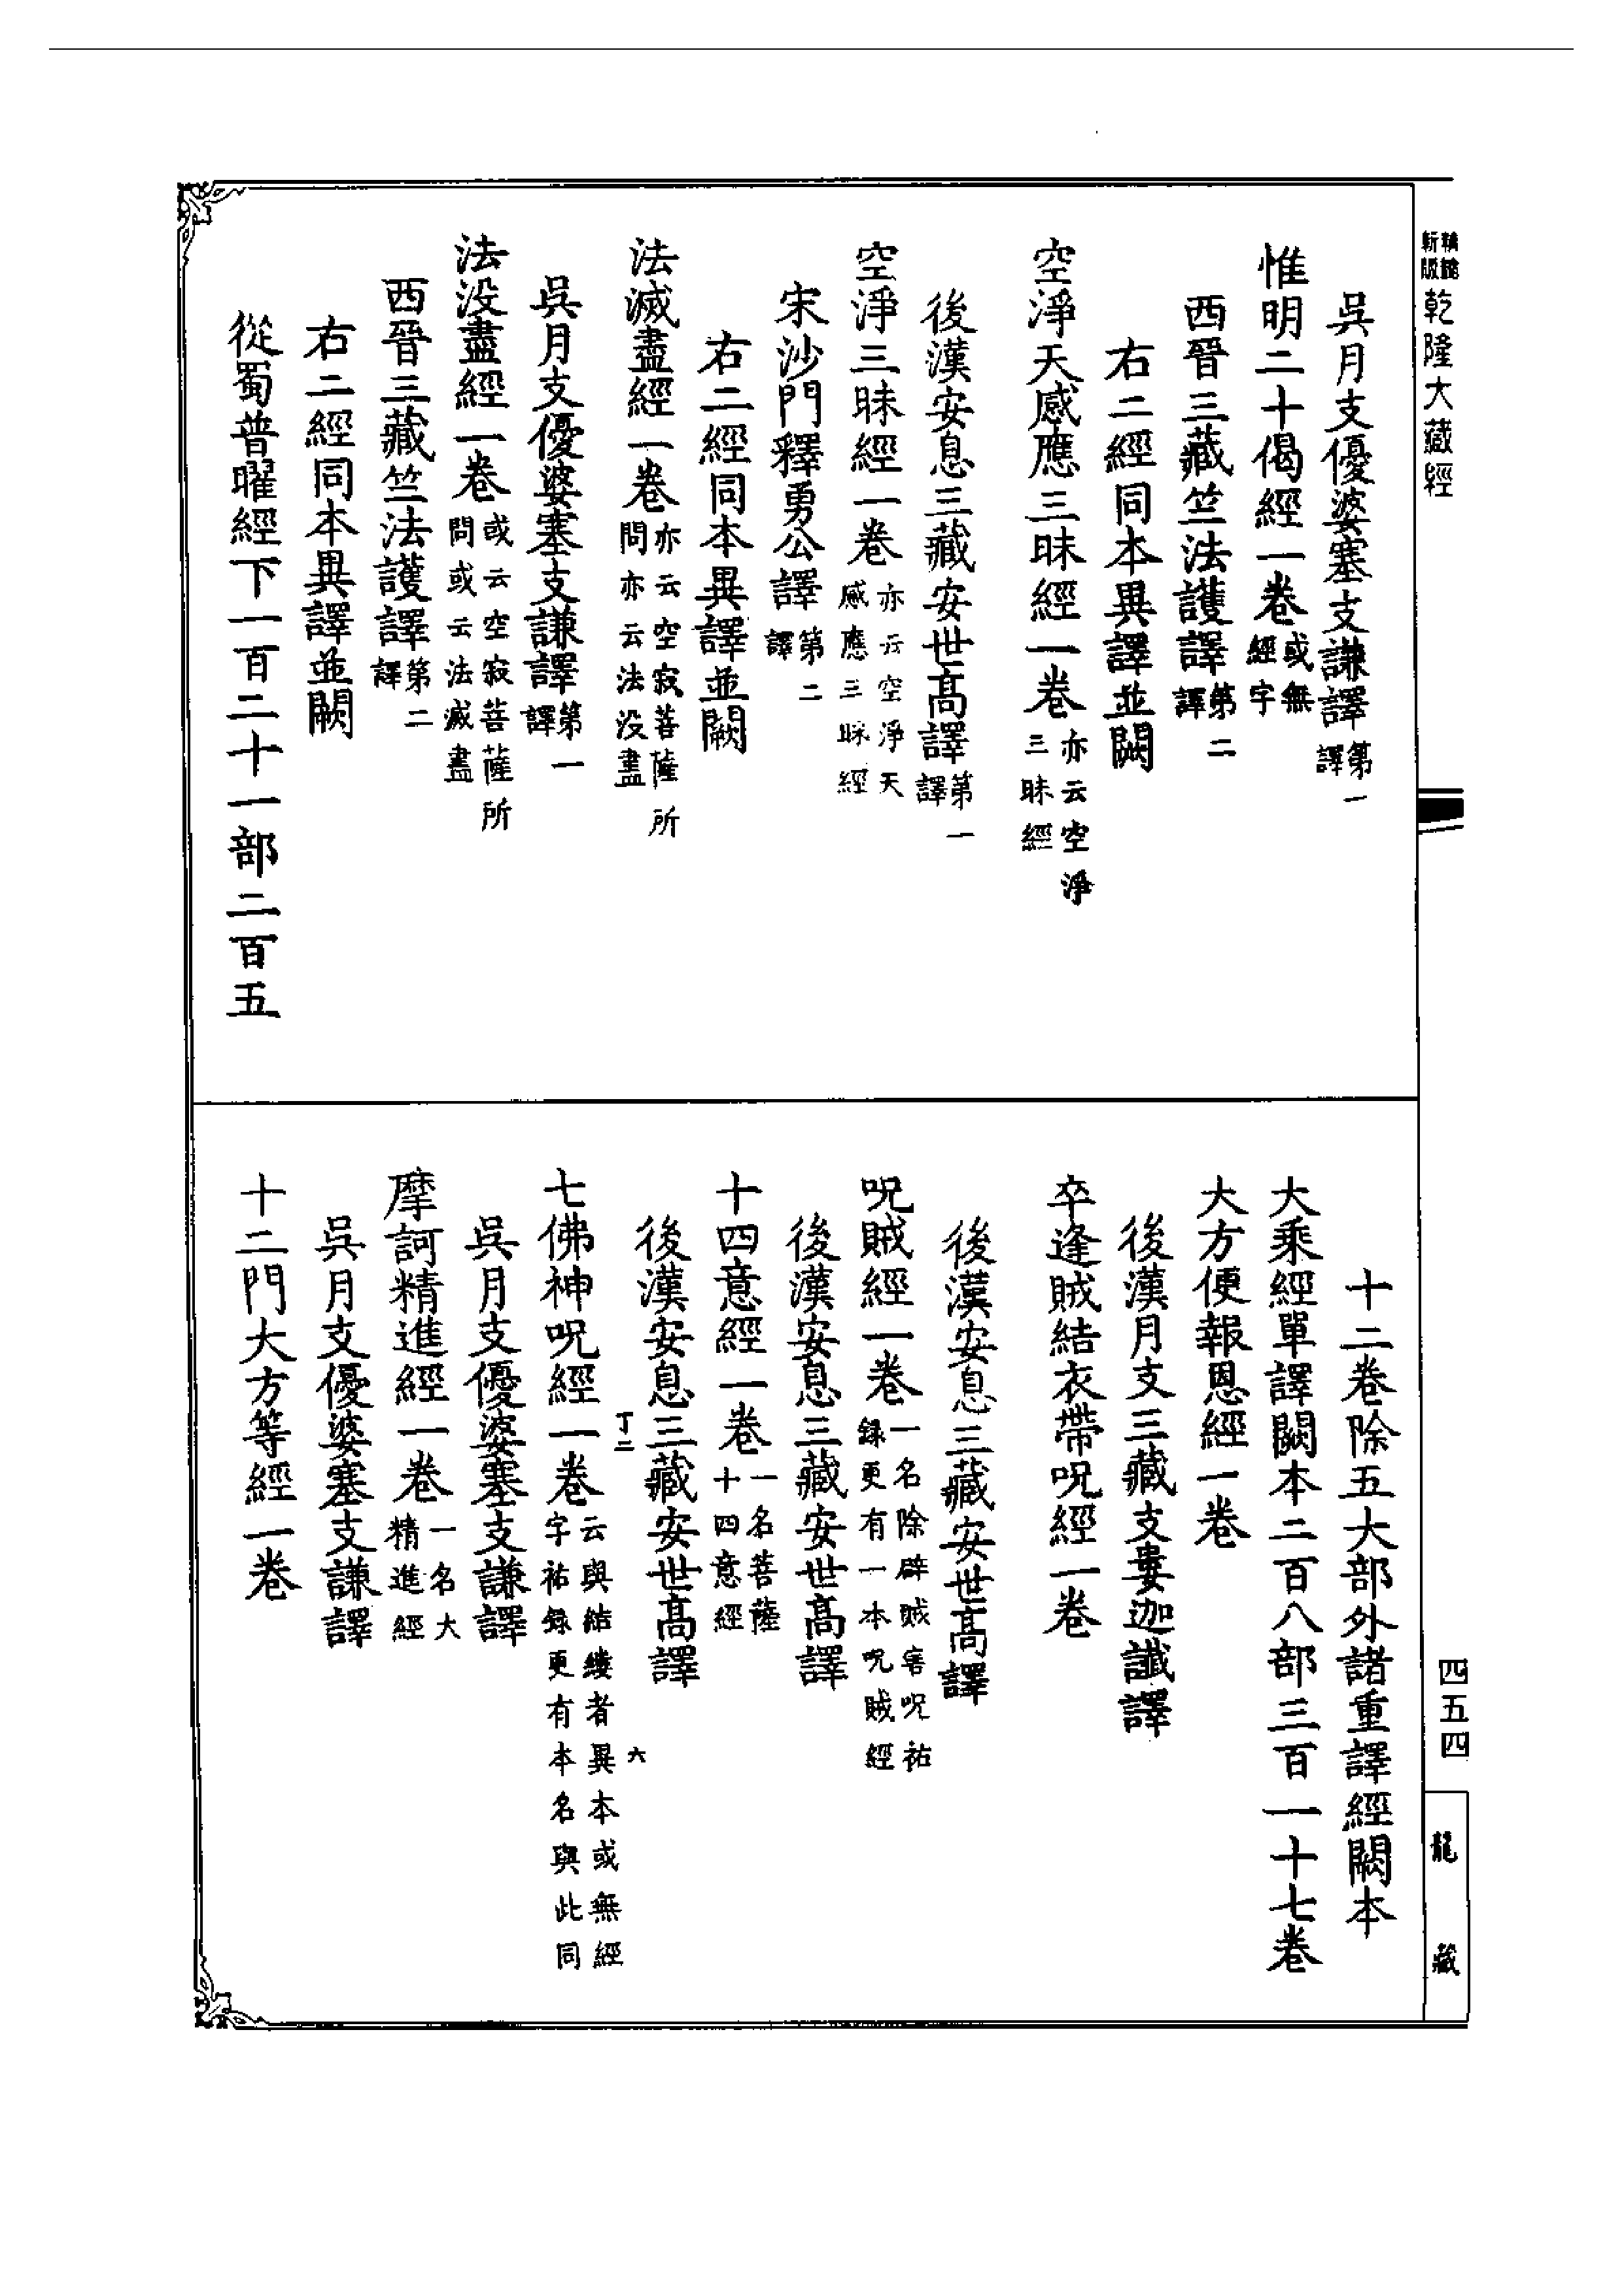 新版
乾隆大藏經
吳月支優婆塞支謙譯第一譯
惟明二十偈經一卷或無經字
西晉三藏竺法護譯第二譯
右二經同本異譯並闕
空淨天感應三昧經一卷亦云空淨三昧經
後漢安息三藏安世高譯第一譯
空淨三昧經一卷亦云空淨天感應三昧經
宋沙門釋勇公譯第二譯
右二經同本異譯並闕
法滅盡經一卷亦云空寂菩薩所問亦云法没盡
吳月支優婆塞支謙譯第一譯
法没盡經一卷或云空寂菩薩所問或云法滅盡
西晉三藏竺法護譯第二譯
右二經同本異譯並闕
從蜀普曜經下一百二十一部二百五
十二卷除五大部外諸重譯經闕本
大乘經單譯闕本二百八部三百一十七卷
大方便報恩經一卷
後漢月支三藏支婁迦讖譯
卒逢賊結衣帶呪經一卷
後漢安息三藏安世高譯
呪賊經一卷一名除辟賊害呪祐録更有一本呪賊經
後漢安息三藏安世高譯
十四意經一卷一名菩薩十四意經
後漢安息三藏安世高譯
丁二 六
七佛神呪經一卷云與結縷者異本或無經字祐録更有本名與此同
吳月支優婆塞支謙譯
摩訶精進經一卷一名大精進經
吳月支優婆塞支謙譯
十二門大方等經一卷
四五四
龍藏